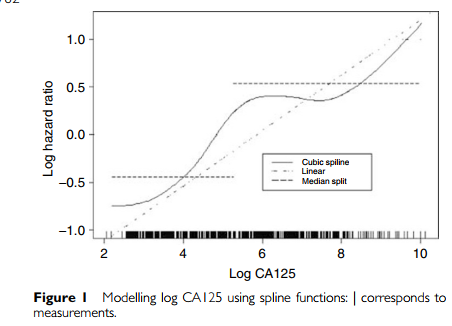 1.0
0.5
0.0
−0.5
−1.0
Log hazard ratio
Cubic spiline
Linear
Median split
2 4 6 8 10
Log CA125
Figure 1 Modelling log CA125 using spline functions: | corresponds to
measurements.